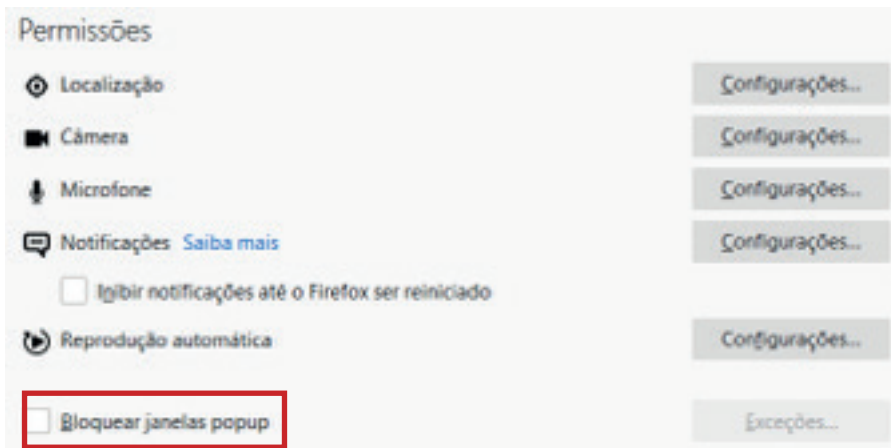 Permissões
Localização Configurações...
Câmera Configurações...
Microfone Configurações...
Notificações Saiba mais Configurações...
Inibir notificações até o Firefox ser reiniciado
Reprodução automática Configurações...
Bloquear janelas popup Exceções...